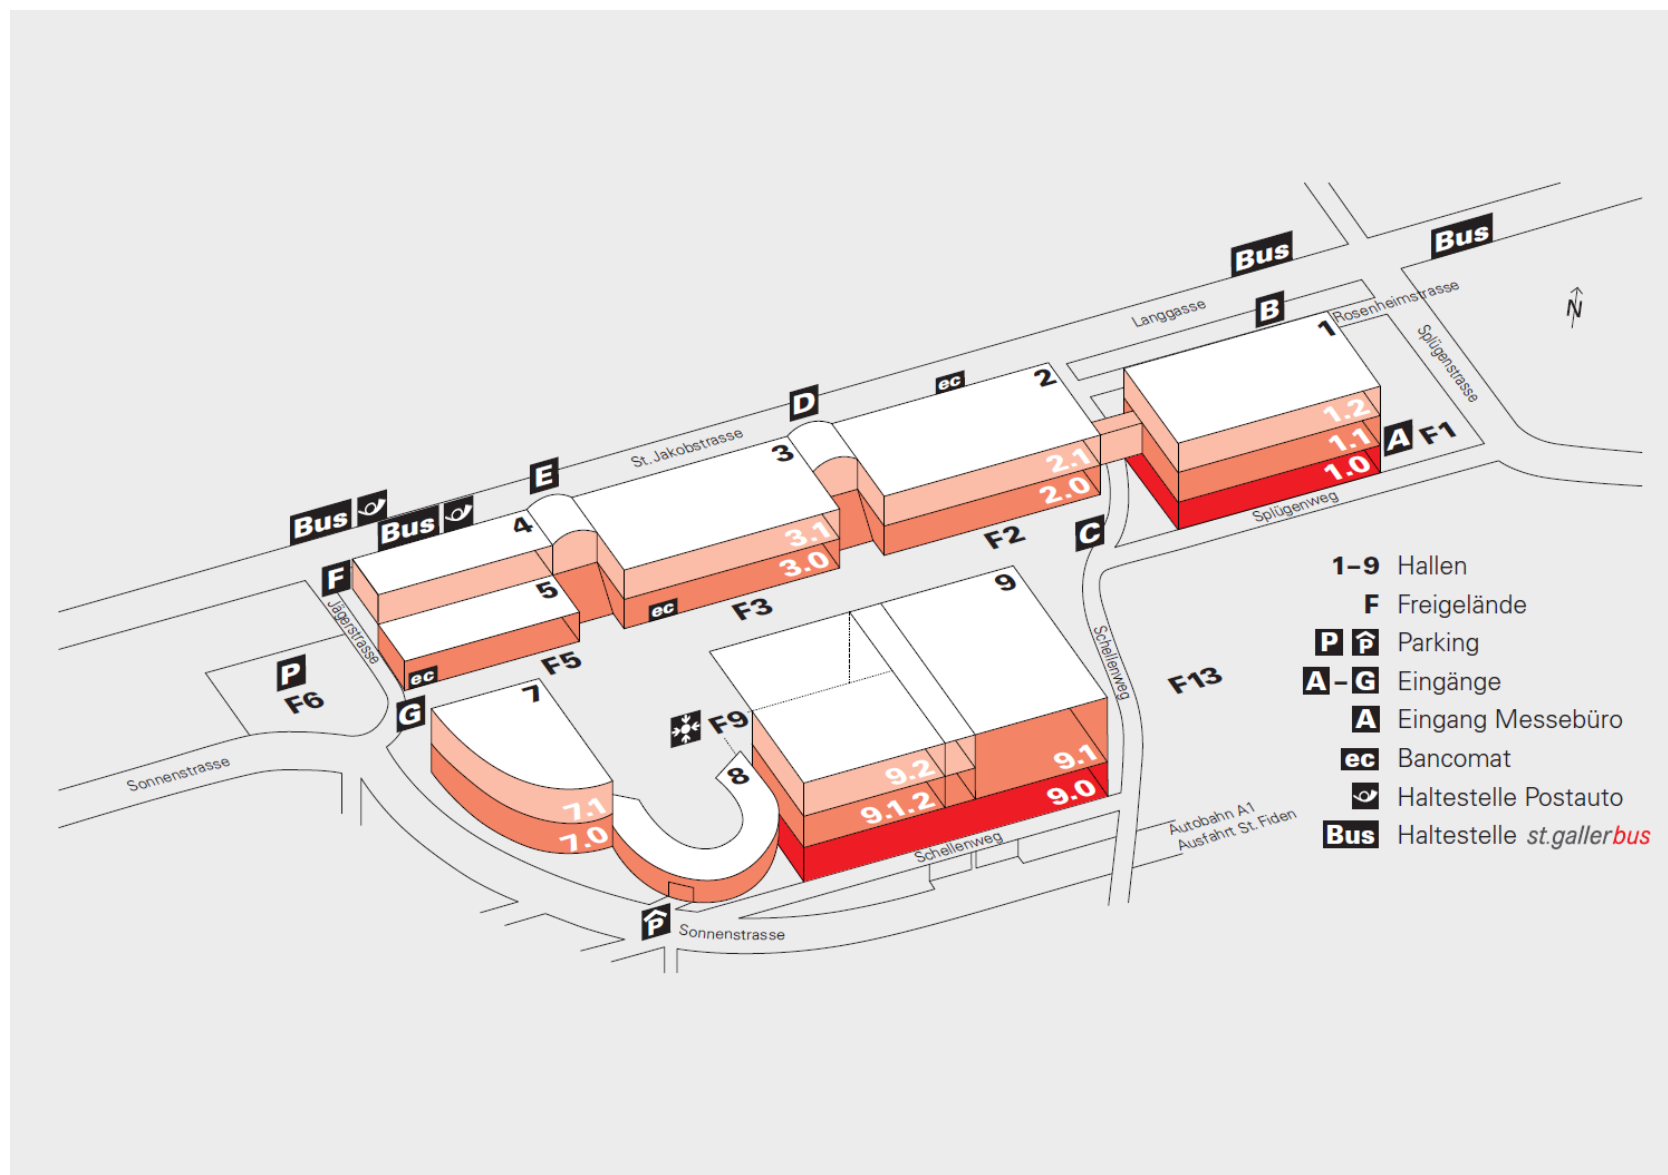 Bus
Bus
B
Rosenheimstrasse
Langgasse
1
N
Splügenstrasse
ec
2
D
1.2
St. Jakobstrasse
3
A
F1
1.1
2.1
1.0
E
2.0
Splügenweg
Bus
Bus
4
3.1
C
F2
3.0
F
5
ec
F3
9
Jägerstrasse
F5
Schellenweg
ec
P
F6
F13
G
7
F9
Sonnenstrasse
8
9.2
9.1
7.1
9.1.2
9.0
7.0
Autobahn A1
Ausfahrt St. Fiden
Schellenweg
P
Sonnenstrasse
1–9 Hallen
F Freigelände
P P Parking
A–G Eingänge
A Eingang Messebüro
ec Bancomat
Haltestelle Postauto
Bus Haltestelle st.gallerbus